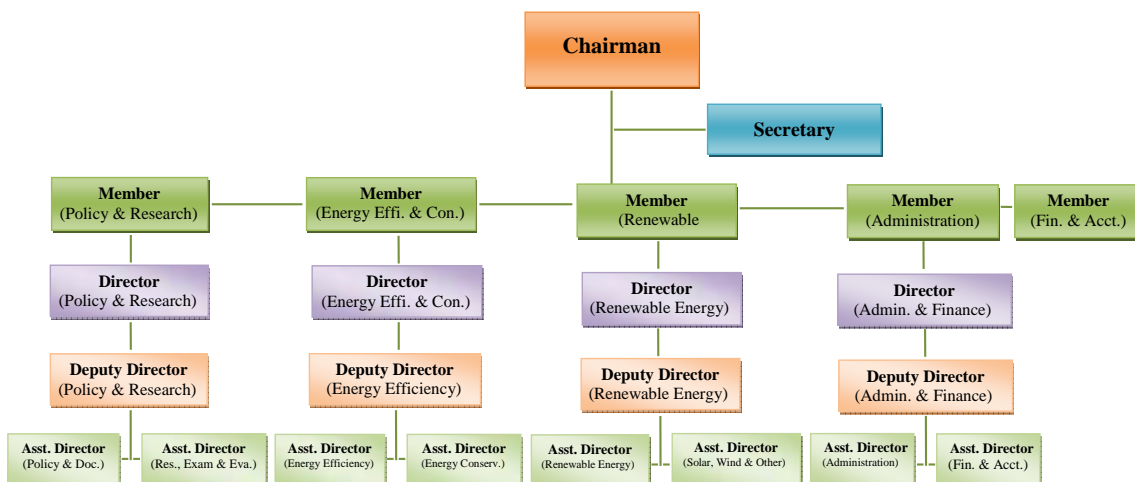 Chairman
Secretary
Member
(Policy & Research)
Member
(Energy Effi. & Con.)
Member
(Renewable
Member
(Administration)
Member
(Fin. & Acct.)
Director
(Policy & Research)
Director
(Energy Effi. & Con.)
Director
(Renewable Energy)
Director
(Admin. & Finance)
Deputy Director
(Policy & Research)
Deputy Director
(Energy Efficiency)
Deputy Director
(Renewable Energy)
Deputy Director
(Admin. & Finance)
Asst. Director
(Policy & Doc.)
Asst. Director
(Res., Exam & Eva.)
Asst. Director
(Energy Efficiency)
Asst. Director
(Energy Conserv.)
Asst. Director
(Renewable Energy)
Asst. Director
(Solar, Wind & Other)
Asst. Director
(Administration)
Asst. Director
(Fin. & Acct.)